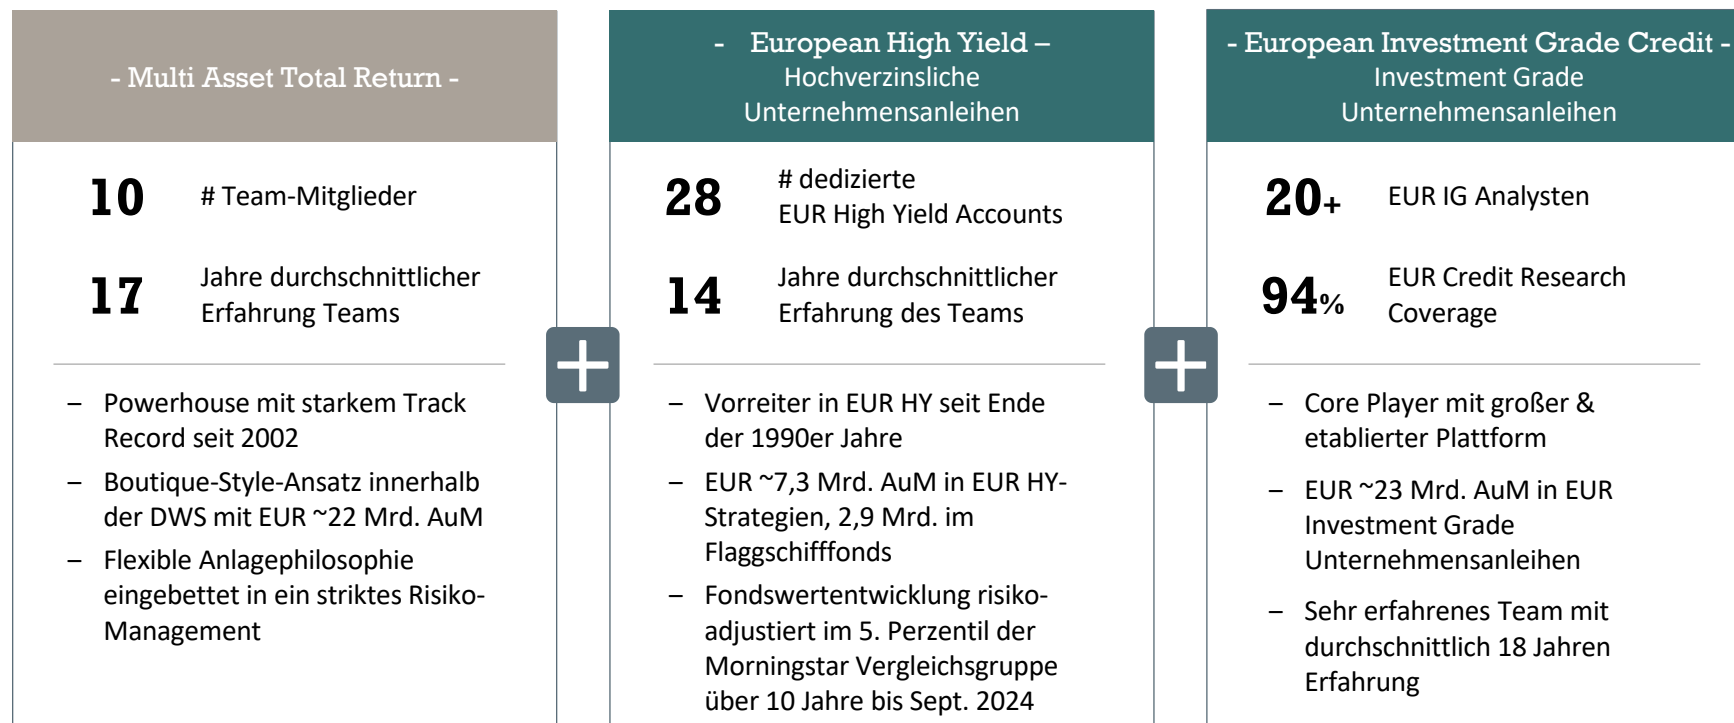 - Multi Asset Total Return -
10
# Team-Mitglieder
17
Jahre durchschnittlicher
Erfahrung Teams
– Powerhouse mit starkem Track
Record seit 2002
– Boutique-Style-Ansatz innerhalb
der DWS mit EUR ~22 Mrd. AuM
– Flexible Anlagephilosophie
eingebettet in ein striktes Risiko-
Management
- European High Yield –
Hochverzinsliche
Unternehmensanleihen
28
# dedizierte
EUR High Yield Accounts
14
Jahre durchschnittlicher
Erfahrung des Teams
– Vorreiter in EUR HY seit Ende
der 1990er Jahre
– EUR ~7,3 Mrd. AuM in EUR HY-
Strategien, 2,9 Mrd. im
Flaggschifffonds
– Fondswertentwicklung risiko-
adjustiert im 5. Perzentil der
Morningstar Vergleichsgruppe
über 10 Jahre bis Sept. 2024
- European Investment Grade Credit -
Investment Grade
Unternehmensanleihen
20+
EUR IG Analysten
94%
EUR Credit Research
Coverage
– Core Player mit großer &
etablierter Plattform
– EUR ~23 Mrd. AuM in EUR
Investment Grade
Unternehmensanleihen
– Sehr erfahrenes Team mit
durchschnittlich 18 Jahren
Erfahrung